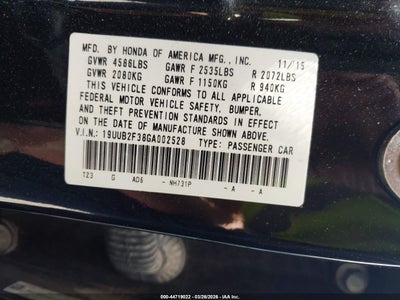 MFD. BY HONDA OF AMERICA MFG., INC. 11/15
GVWR 4586LBS GAWR F 2535LBS R 2072LBS
GVWR 2080KG GAWR F 1150KG R 940KG
THIS VEHICLE CONFORMS TO ALL APPLICABLE
FEDERAL MOTOR VEHICLE SAFETY, BUMPER,
AND THEFT PREVENTION STANDARDS IN EFFECT
ON THE DATE OF MANUFACTURE SHOWN ABOVE.
V.I.N.: 19UUB2F38GA002528 TYPE: PASSENGER CAR
123 G AD6 - NH731P - A - A
000-44719022 | 03/26/2026 | IAA Inc.